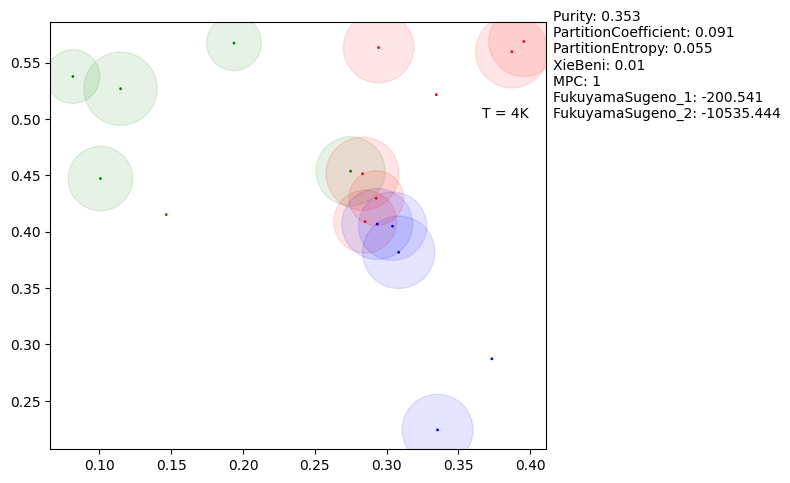 Purity: 0.353
PartitionCoefficient: 0.091
PartitionEntropy: 0.055
XieBeni: 0.01
MPC: 1
FukuyamaSugeno_1: -200.541
FukuyamaSugeno_2: -10535.444
T = 4K
0.55
0.50
0.45
0.40
0.35
0.30
0.25
0.10 0.15 0.20 0.25 0.30 0.35 0.40